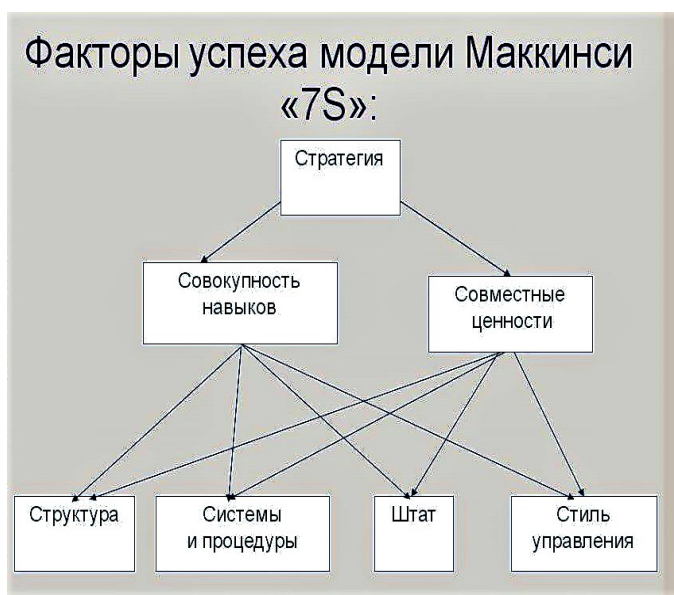 Факторы успеха модели Маккинси
«7S»:
Стратегия
Совокупность
навыков
Совместные
ценности
Структура
Системы
и процедуры
Штат
Стиль
управления